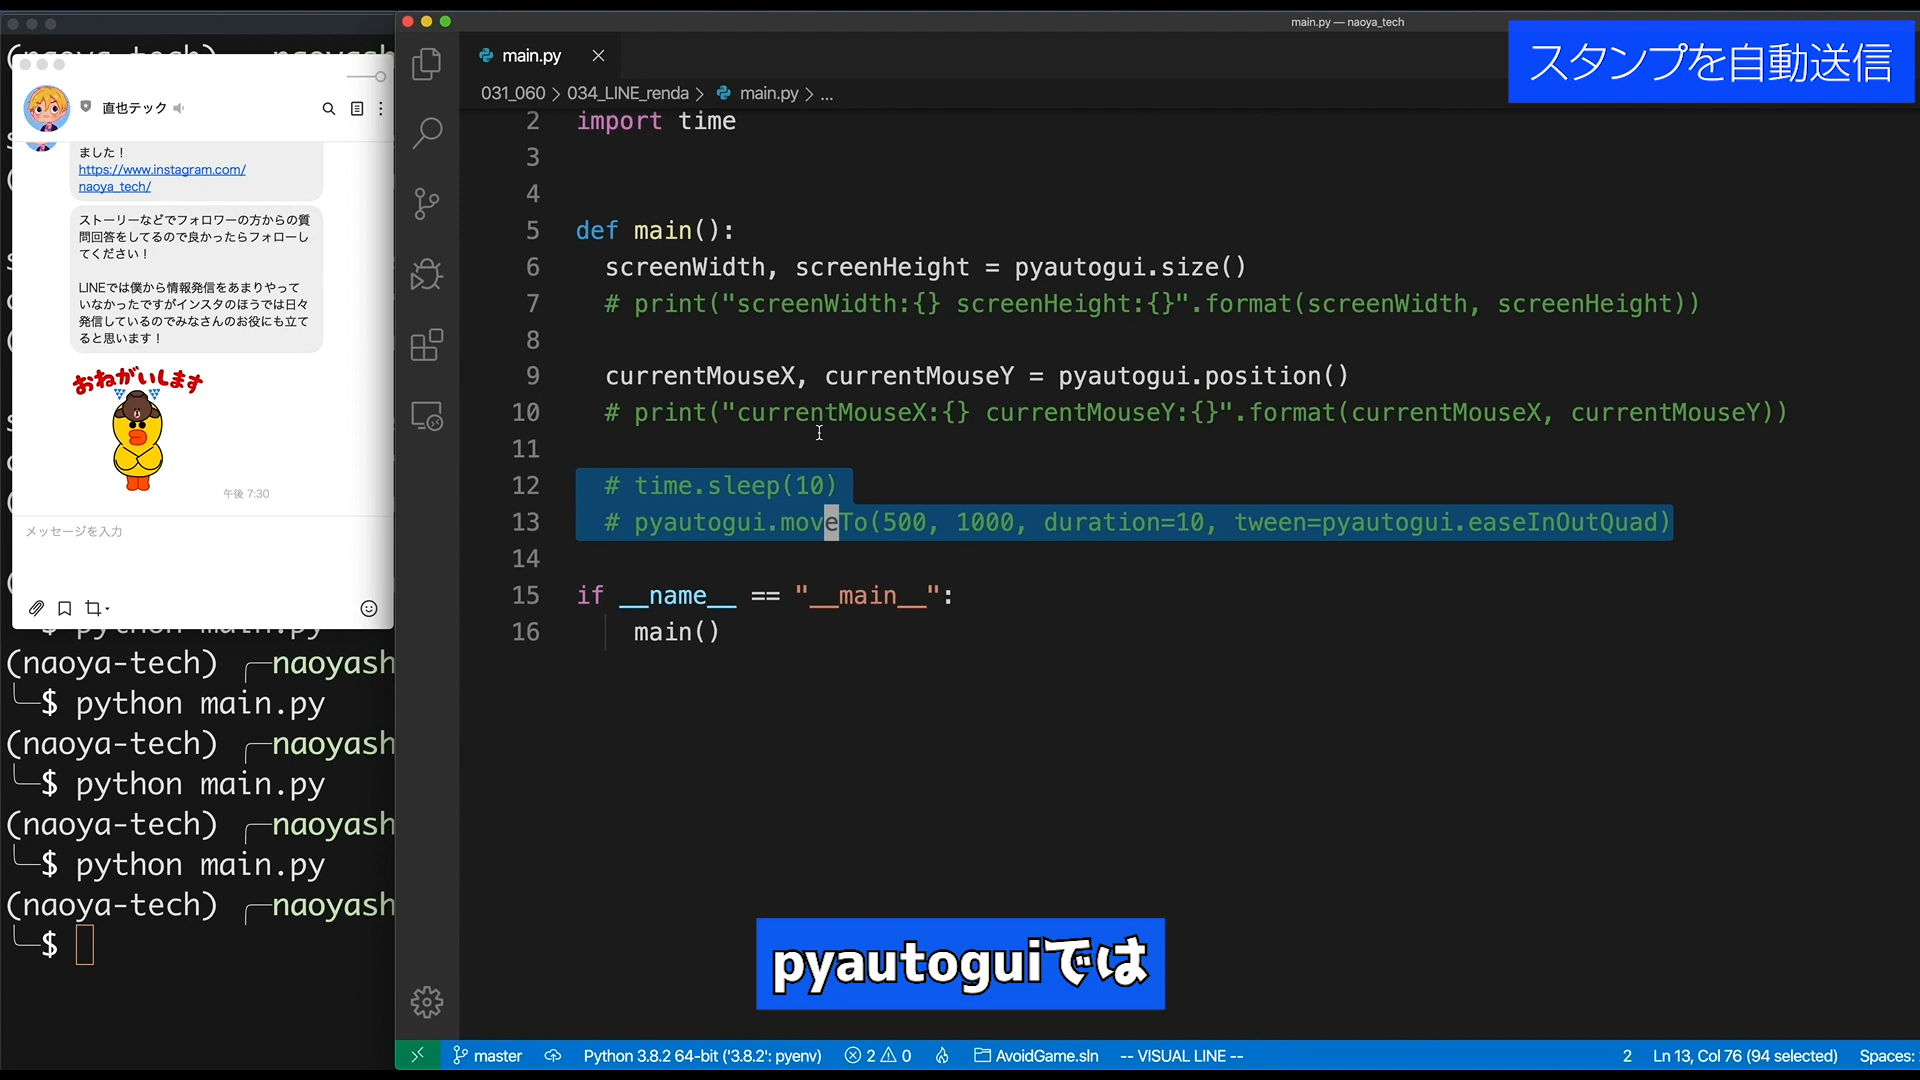 main.py — naoya_tech
スタンプを自動送信
main.py
031_060 > 034_LINE_renda > main.py > ...
2 import time
3
4
5 def main():
6 screenWidth, screenHeight = pyautogui.size()
7 # print("screenWidth:{} screenHeight:{}".format(screenWidth, screenHeight))
8
9 currentMouseX, currentMouseY = pyautogui.position()
10 # print("currentMouseX:{} currentMouseY:{}".format(currentMouseX, currentMouseY))
11
12 # time.sleep(10)
13 # pyautogui.moveTo(500, 1000, duration=10, tween=pyautogui.easeInOutQuad)
14
15 if __name__ == "__main__":
16 main()
直也テック
ました！
https://www.instagram.com/
naoya_tech/
ストーリーなどでフォロワーの方からの質
問回答をしてるので良かったらフォローし
てください！
LINEでは僕から情報発信をあまりやって
いなかったですがインスタのほうでは日々
発信しているのでみなさんのお役にも立て
ると思います！
おねがいします
午後 7:30
メッセージを入力
(naoya-tech) ╭─naoyash
╰─$ python main.py
(naoya-tech) ╭─naoyash
╰─$ python main.py
(naoya-tech) ╭─naoyash
╰─$ python main.py
(naoya-tech) ╭─naoyash
╰─$
pyautoguiでは
master
Python 3.8.2 64-bit ('3.8.2': pyenv)
2 0
AvoidGame.sln
-- VISUAL LINE --
2
Ln 13, Col 76 (94 selected)
Spaces: